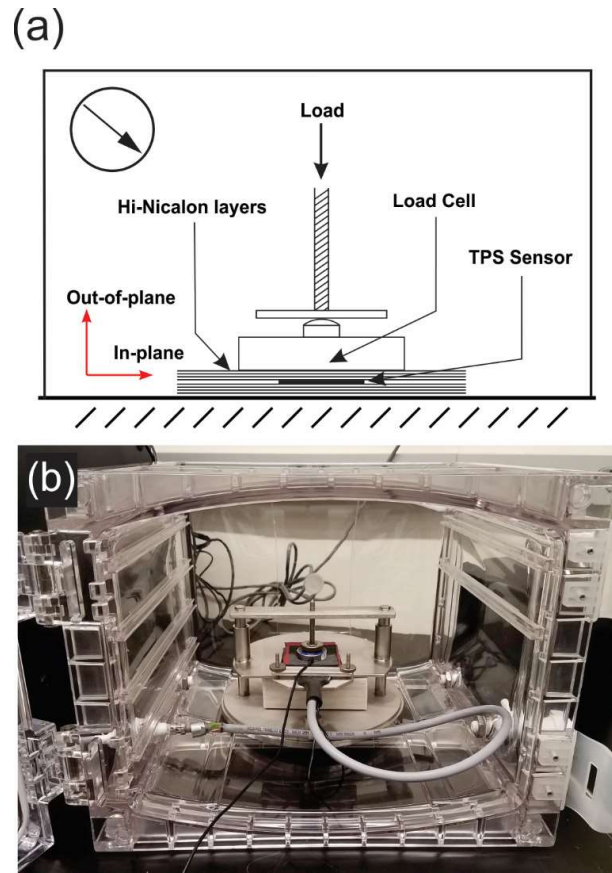 (a)
Load
Hi-Nicalon layers
Load Cell
TPS Sensor
Out-of-plane
In-plane
(b)